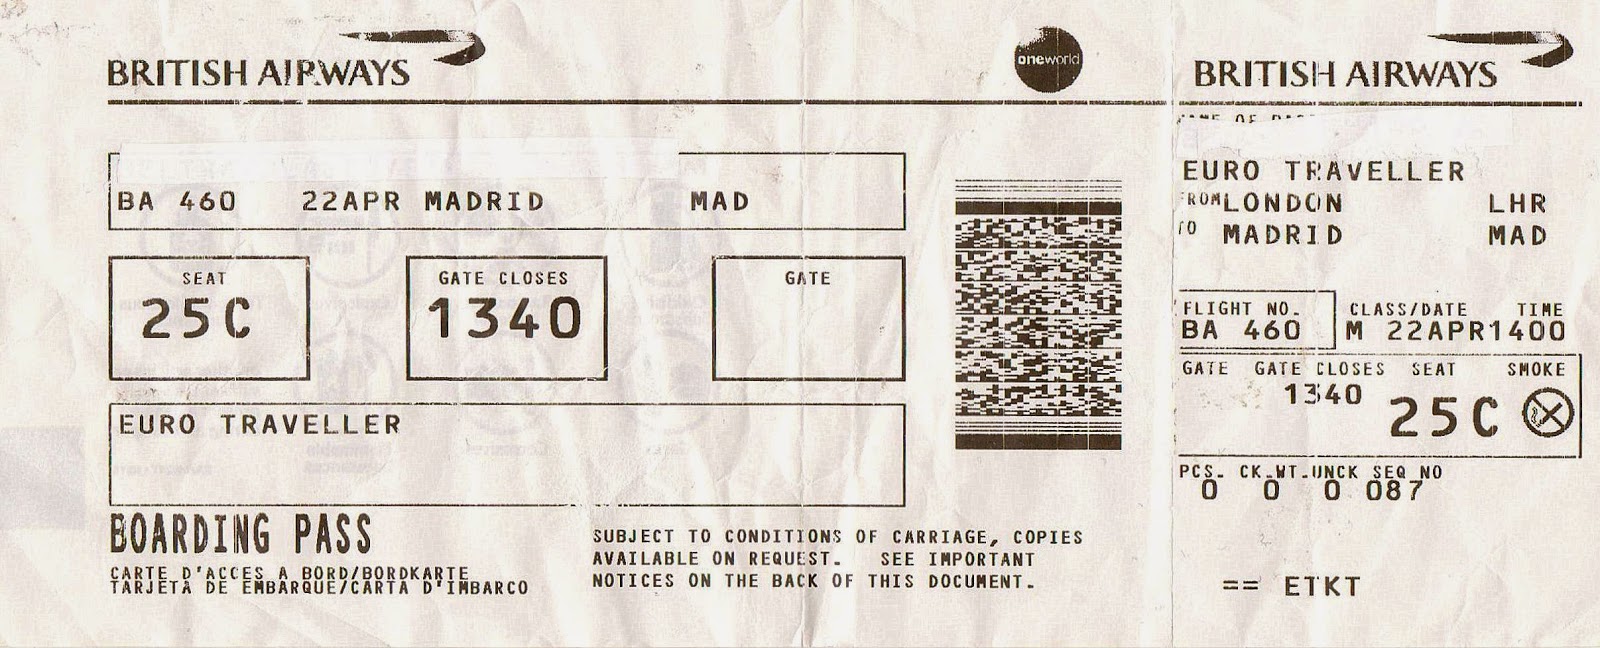 BRITISH AIRWAYS
oneworld
BA 460 22APR MADRID MAD
SEAT
25C
GATE CLOSES
1340
GATE
EURO TRAVELLER
BOARDING PASS
CARTE D'ACCES A BORD/BORDKARTE
TARJETA DE EMBARQUE/CARTA D'IMBARCO
SUBJECT TO CONDITIONS OF CARRIAGE, COPIES
AVAILABLE ON REQUEST. SEE IMPORTANT
NOTICES ON THE BACK OF THIS DOCUMENT.
BRITISH AIRWAYS
EURO TRAVELLER
FROM LONDON LHR
TO MADRID MAD
FLIGHT NO. CLASS/DATE TIME
BA 460 M 22APR1400
GATE GATE CLOSES SEAT SMOKE
1340 25C
PCS. CK.WT.UNCK SEQ NO
0 0 0 087
== ETKT